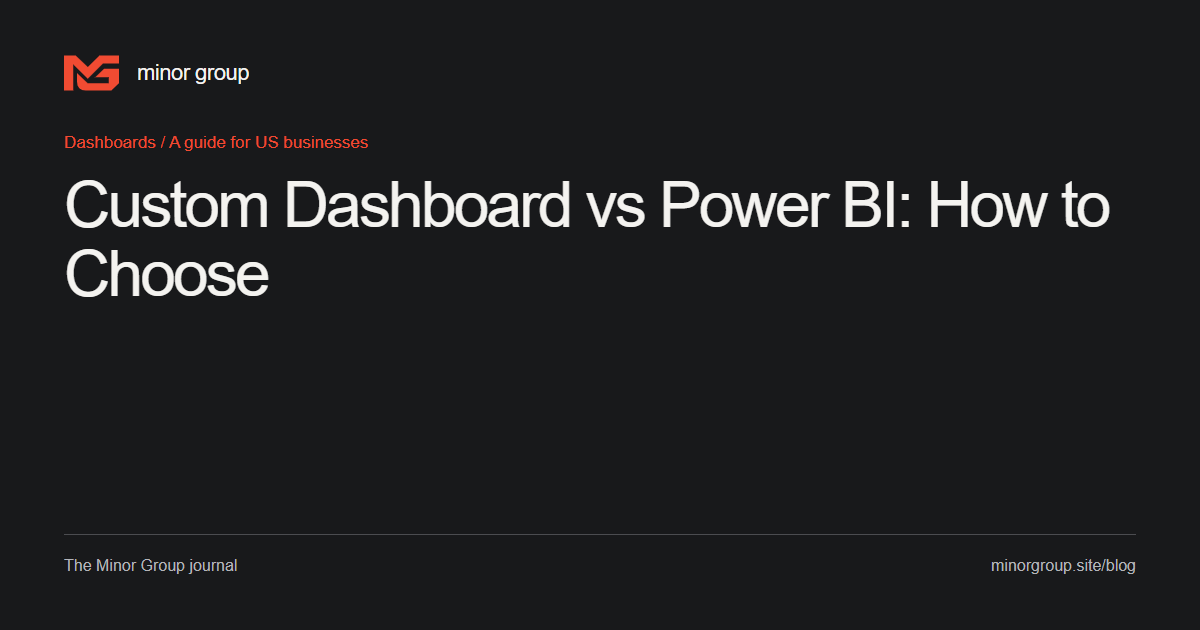 minor group
Dashboards / A guide for US businesses
Custom Dashboard vs Power BI: How to
Choose
The Minor Group journal
minorgroup.site/blog